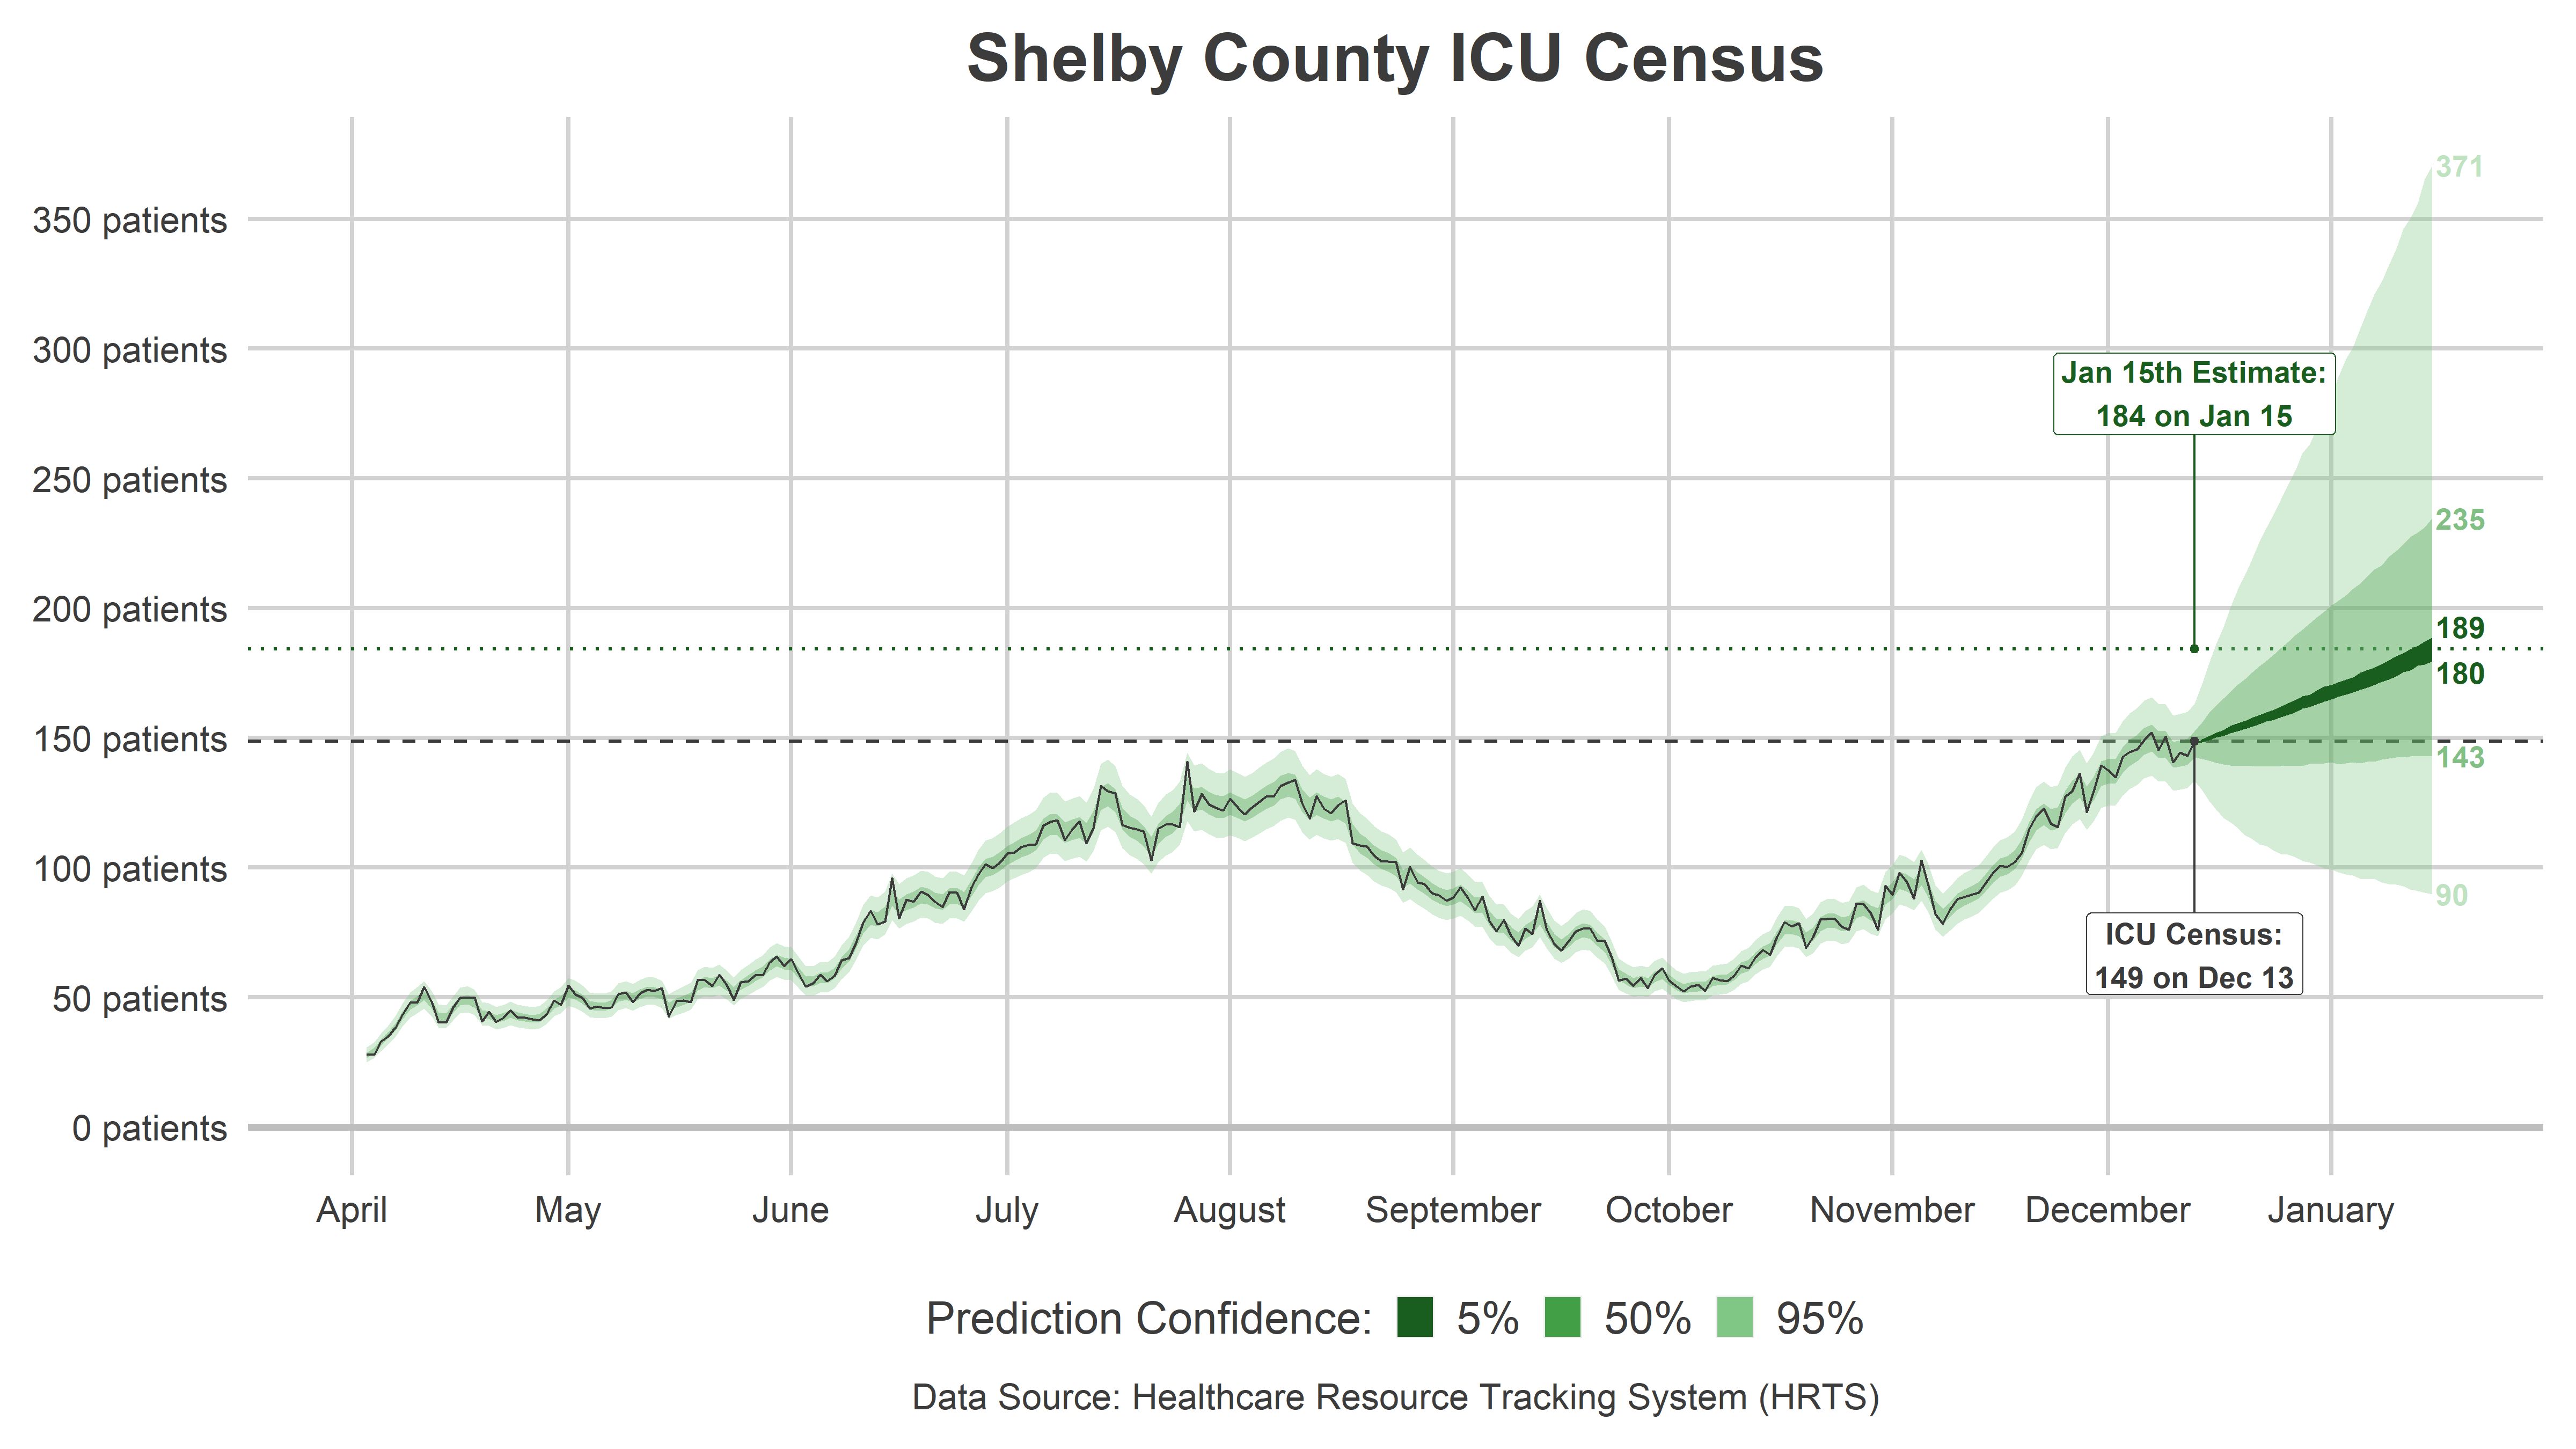 Shelby County ICU Census
371
350 patients
300 patients
Jan 15th Estimate:
184 on Jan 15
250 patients
235
200 patients
189
180
150 patients
143
100 patients
90
ICU Census:
149 on Dec 13
50 patients
0 patients
April May June July August September October November December January
Prediction Confidence: 5% 50% 95%
Data Source: Healthcare Resource Tracking System (HRTS)